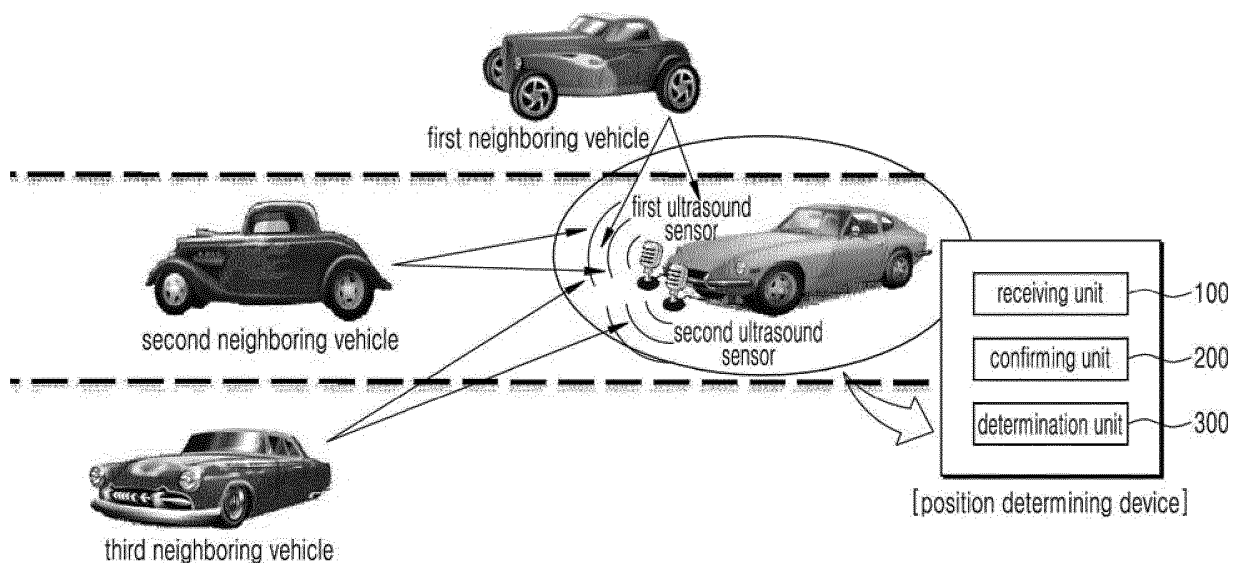 first neighboring vehicle
first ultrasound
sensor
second neighboring vehicle
second ultrasound
sensor
third neighboring vehicle
receiving unit
100
confirming unit
200
determination unit
300
[position determining device]